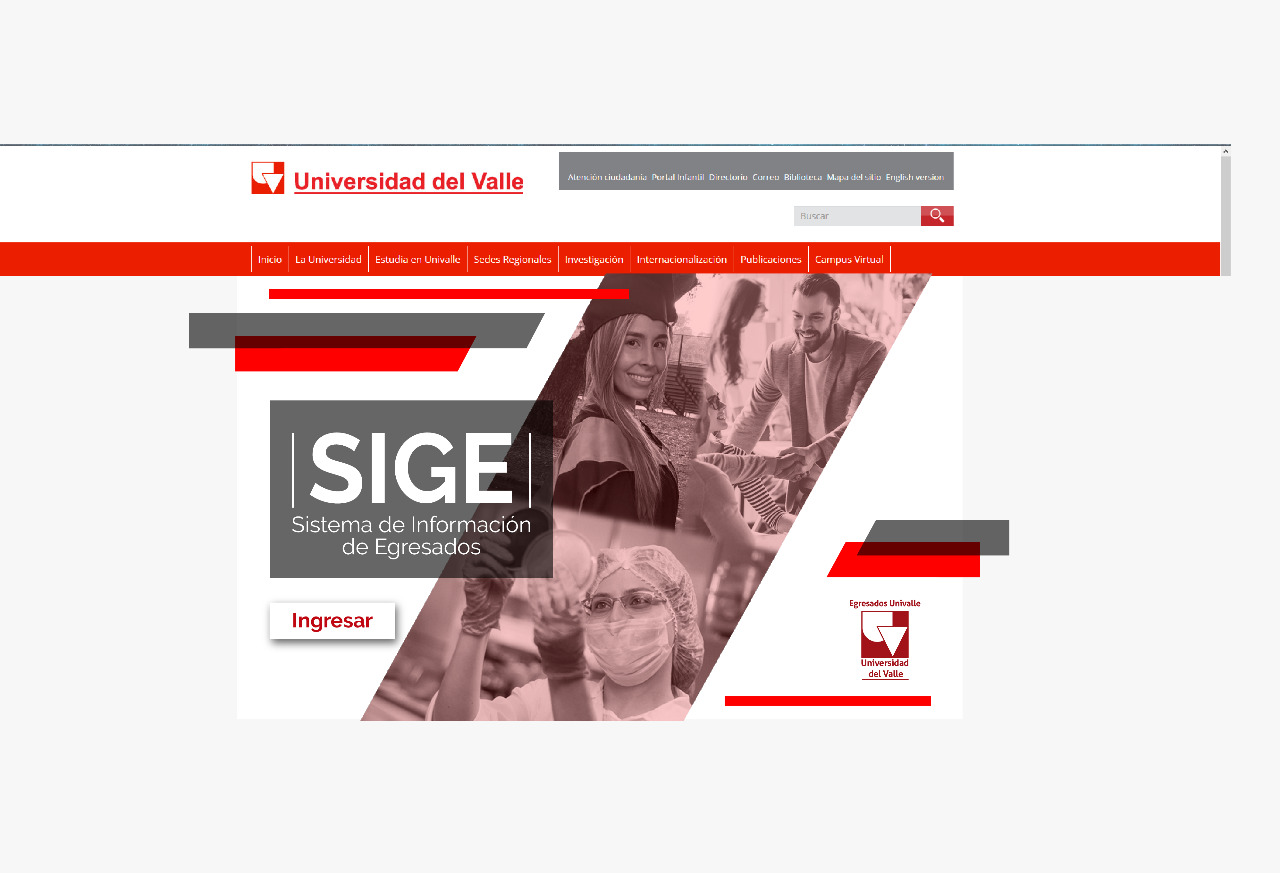 Universidad del Valle
Atención ciudadania Portal Infantil Directorio Correo Biblioteca Mapa del sitio English version
Buscar
Inicio La Universidad Estudia en Univalle Sedes Regionales Investigación Internacionalización Publicaciones Campus Virtual
|SIGE|
Sistema de Información
de Egresados
Ingresar
Egresados Univalle
Universidad
del Valle